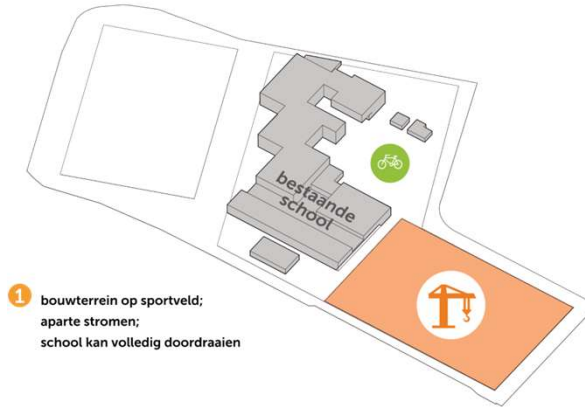 bestaande
school
1
bouwterrein op sportveld;
aparte stromen;
school kan volledig doordraaien